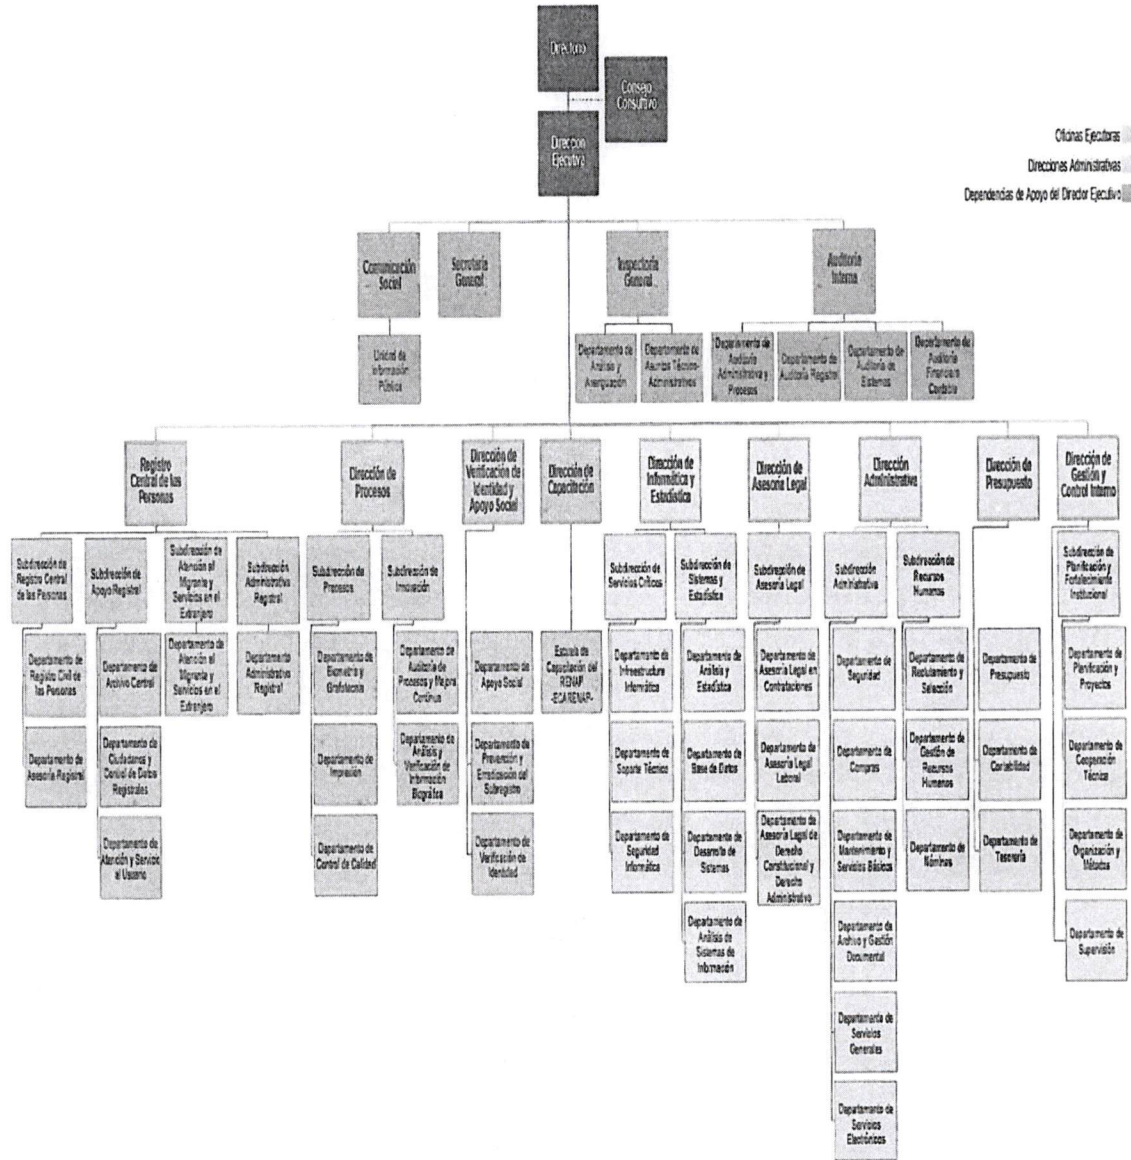 Directorio
Consejo
Consultivo
Direccion
Ejecutiva
Oficinas Ejecutoras
Direcciones Administrativas
Dependencias de Apoyo del Director Ejecutivo
Comunicación
Social
Secretaría
General
Inspectoría
General
Auditoría
Interna
Unidad de
Información
Pública
Departamento de
Análisis y
Averiguación
Departamento de
Asuntos Técnico-
Administrativos
Departamento de
Auditoría
Administrativa y
Procesos
Departamento de
Auditoría Registral
Departamento de
Auditoría de
Sistemas
Departamento de
Auditoría
Financiera
Contable
Registro
Central de las
Personas
Dirección de
Procesos
Dirección de
Verificación de
Identidad y
Apoyo Social
Dirección de
Capacitación
Dirección de
Informática y
Estadística
Dirección de
Asesoría Legal
Dirección
Administrativa
Dirección de
Presupuesto
Dirección de
Gestión y
Control Interno
Subdirección de
Registro Central
de las Personas
Subdirección de
Apoyo Registral
Subdirección de
Atención al
Migrante y
Servicios en el
Extranjero
Subdirección
Administrativa
Registral
Subdirección de
Procesos
Subdirección de
Innovación
Subdirección de
Servicios Críticos
Subdirección de
Sistemas y
Estadística
Subdirección de
Asesoría Legal
Subdirección
Administrativa
Subdirección de
Recursos
Humanos
Subdirección de
Planificación y
Fortalecimiento
Institucional
Departamento de
Registro Civil de
las Personas
Departamento de
Archivo Central
Departamento de
Atención al
Migrante y
Servicios en el
Extranjero
Departamento
Administrativo
Registral
Departamento de
Biometría y
Grafotecnia
Departamento de
Auditoría de
Procesos y Mejora
Continua
Departamento de
Apoyo Social
Escuela de
Capacitación del
RENAP
-ECARENAP-
Departamento de
Infraestructura
Informática
Departamento de
Análisis y
Estadística
Departamento de
Asesoría Legal en
Contrataciones
Departamento de
Seguridad
Departamento de
Reclutamiento y
Selección
Departamento de
Presupuesto
Departamento de
Planificación y
Proyectos
Departamento de
Asesoría Registral
Departamento de
Ciudadanos y
Control de Datos
Registrales
Departamento de
Impresión
Departamento de
Análisis y
Verificación de
Información
Biográfica
Departamento de
Prevención y
Erradicación del
Subregistro
Departamento de
Soporte Técnico
Departamento de
Base de Datos
Departamento de
Asesoría Legal
Laboral
Departamento de
Compras
Departamento de
Gestión de
Recursos
Humanos
Departamento de
Contabilidad
Departamento de
Cooperación
Técnica
Departamento de
Atención y Servicio
al Usuario
Departamento de
Control de Calidad
Departamento de
Verificación de
Identidad
Departamento de
Seguridad
Informática
Departamento de
Desarrollo de
Sistemas
Departamento de
Asesoría Legal de
Derecho
Constitucional y
Derecho
Administrativo
Departamento de
Mantenimiento y
Servicios Básicos
Departamento de
Nóminas
Departamento de
Tesorería
Departamento de
Organización y
Métodos
Departamento de
Análisis de
Sistemas de
Información
Departamento de
Archivo y Gestión
Documental
Departamento de
Supervisión
Departamento de
Servicios
Generales
Departamento de
Servicios
Electrónicos